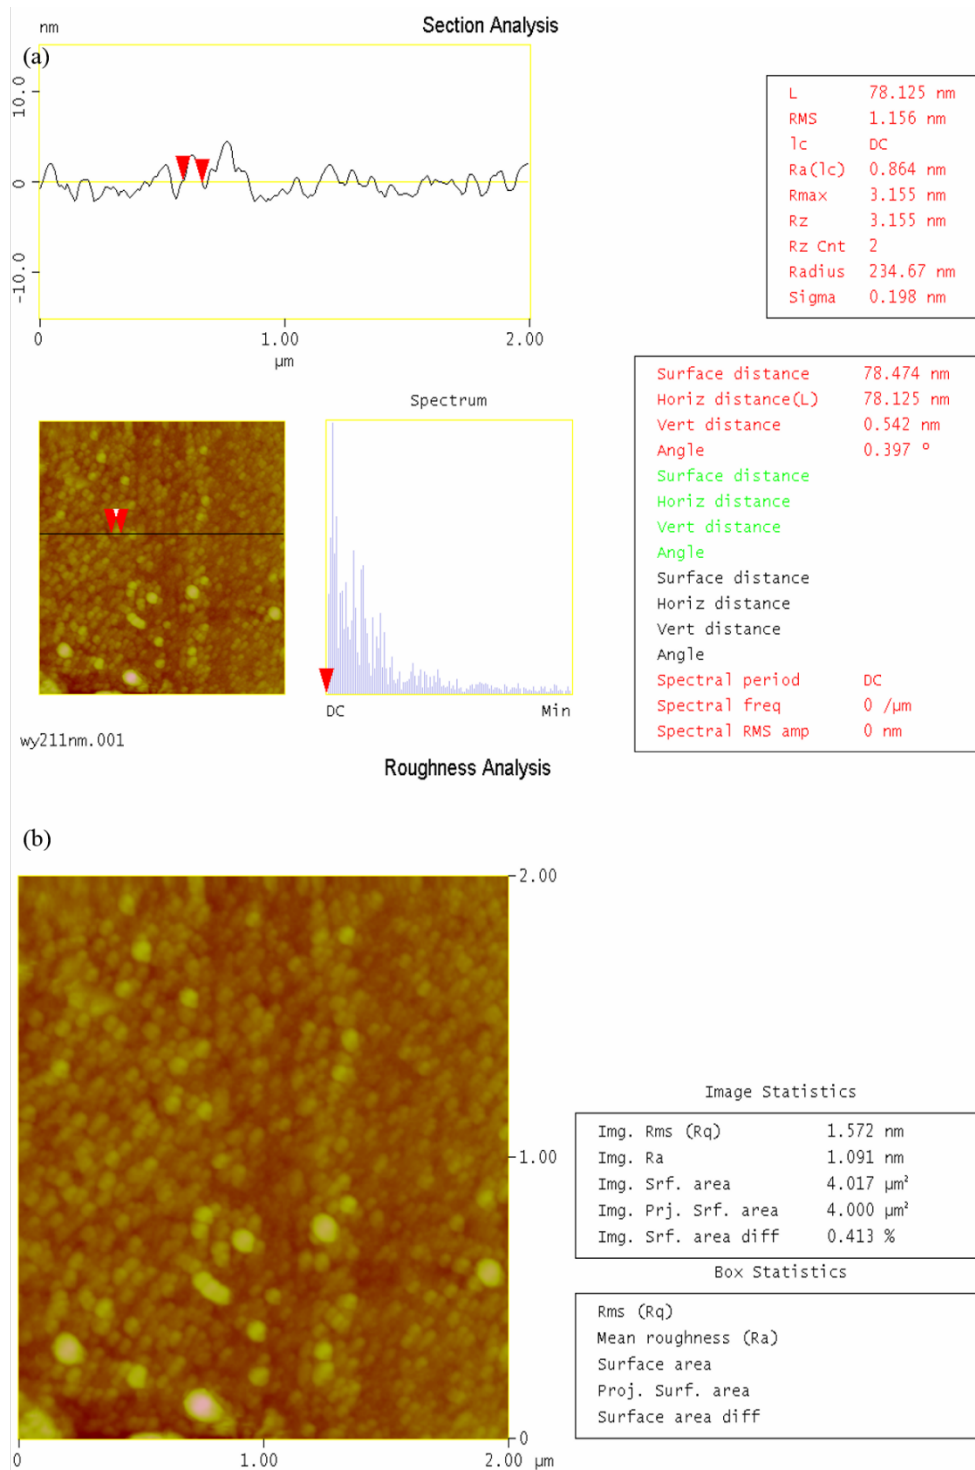 Section Analysis
nm
(a)
10.0
0
-10.0
0 1.00 2.00
µm
L 78.125 nm
RMS 1.156 nm
lc DC
Ra(lc) 0.864 nm
Rmax 3.155 nm
Rz 3.155 nm
Rz Cnt 2
Radius 234.67 nm
Sigma 0.198 nm
Surface distance 78.474 nm
Horiz distance(L) 78.125 nm
Vert distance 0.542 nm
Angle 0.397 °
Surface distance
Horiz distance
Vert distance
Angle
Surface distance
Horiz distance
Vert distance
Angle
Spectral period DC
Spectral freq 0 /µm
Spectral RMS amp 0 nm
Spectrum
DC Min
wy211nm.001
Roughness Analysis
(b)
2.00
1.00
0
0 1.00 2.00 µm
Image Statistics
Img. Rms (Rq) 1.572 nm
Img. Ra 1.091 nm
Img. Srf. area 4.017 µm²
Img. Prj. Srf. area 4.000 µm²
Img. Srf. area diff 0.413 %
Box Statistics
Rms (Rq)
Mean roughness (Ra)
Surface area
Proj. Surf. area
Surface area diff